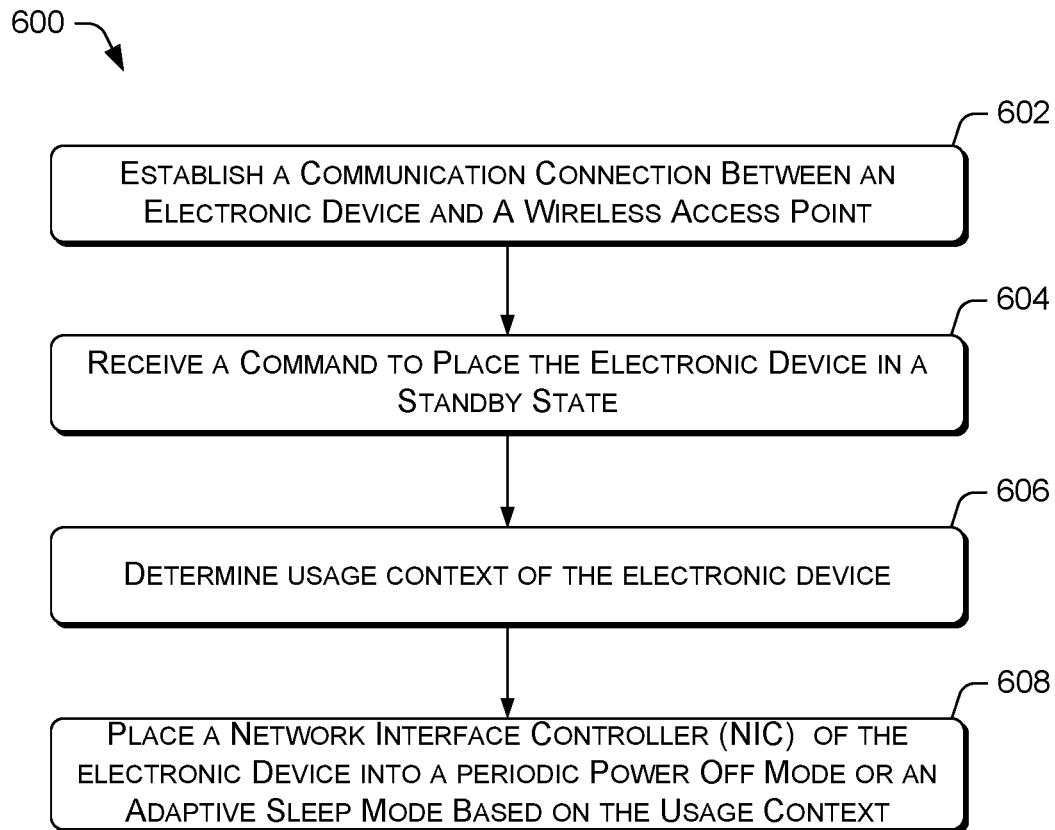 600
602
ESTABLISH A COMMUNICATION CONNECTION BETWEEN AN
ELECTRONIC DEVICE AND A WIRELESS ACCESS POINT
604
RECEIVE A COMMAND TO PLACE THE ELECTRONIC DEVICE IN A
STANDBY STATE
606
DETERMINE USAGE CONTEXT OF THE ELECTRONIC DEVICE
608
PLACE A NETWORK INTERFACE CONTROLLER (NIC) OF THE
ELECTRONIC DEVICE INTO A PERIODIC POWER OFF MODE OR AN
ADAPTIVE SLEEP MODE BASED ON THE USAGE CONTEXT